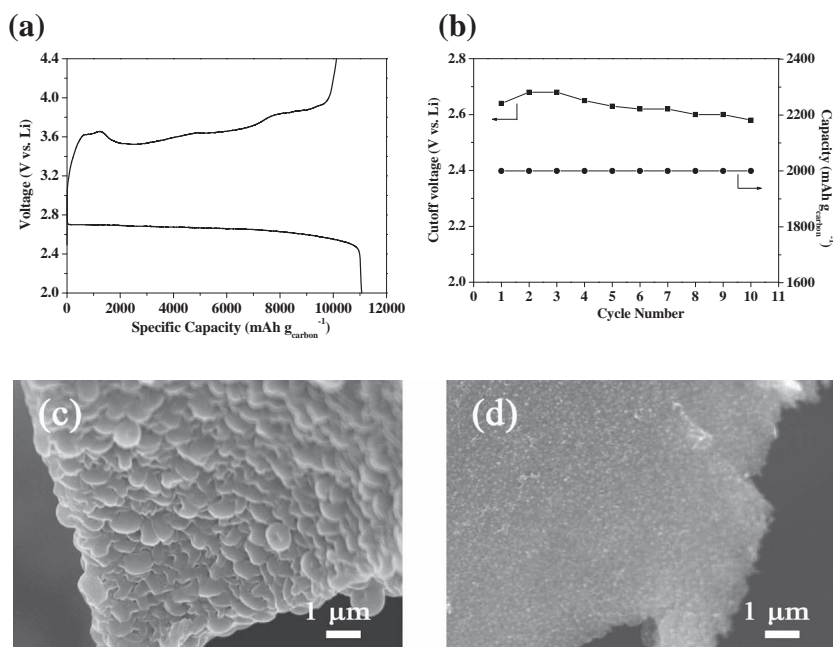 (a)
4.4
4.0
3.6
3.2
2.8
2.4
2.0
Voltage (V vs. Li)
0 2000 4000 6000 8000 10000 12000
Specific Capacity (mAh g_carbon^-1)
(b)
2.8
2.6
2.4
2.2
2.0
Cutoff voltage (V vs. Li)
2400
2200
2000
1800
1600
Capacity (mAh g_carbon^-1)
0 1 2 3 4 5 6 7 8 9 10 11
Cycle Number
(c)
1 μm
(d)
1 μm